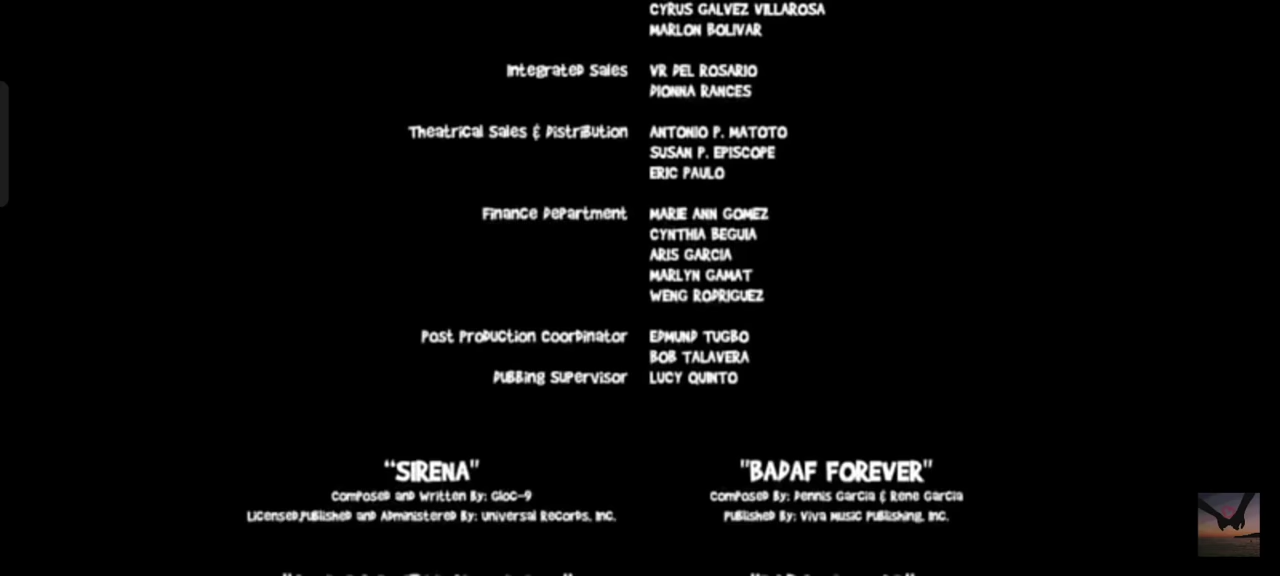 CYRUS GALVEZ VILLAROSA
MARLON BOLIVAR
Integrated Sales VR DEL ROSARIO
DIONNA RANCES
Theatrical Sales & Distribution ANTONIO P. MATOTO
SUSAN P. EPISCOPE
ERIC PAULO
Finance Department MARIE ANN GOMEZ
CYNTHIA BEGUIA
ARIS GARCIA
MARLYN GAMAT
WENG RODRIGUEZ
Post Production Coordinator EDMUND TUGBO
BOB TALAVERA
Dubbing Supervisor LUCY QUINTO
"SIRENA"
Composed and Written By: Gloc-9
Licensed,Published and Administered By: Universal Records, Inc.
"BADAF FOREVER"
Composed By: Dennis Garcia & Rene Garcia
Published By: Viva Music Publishing, Inc.